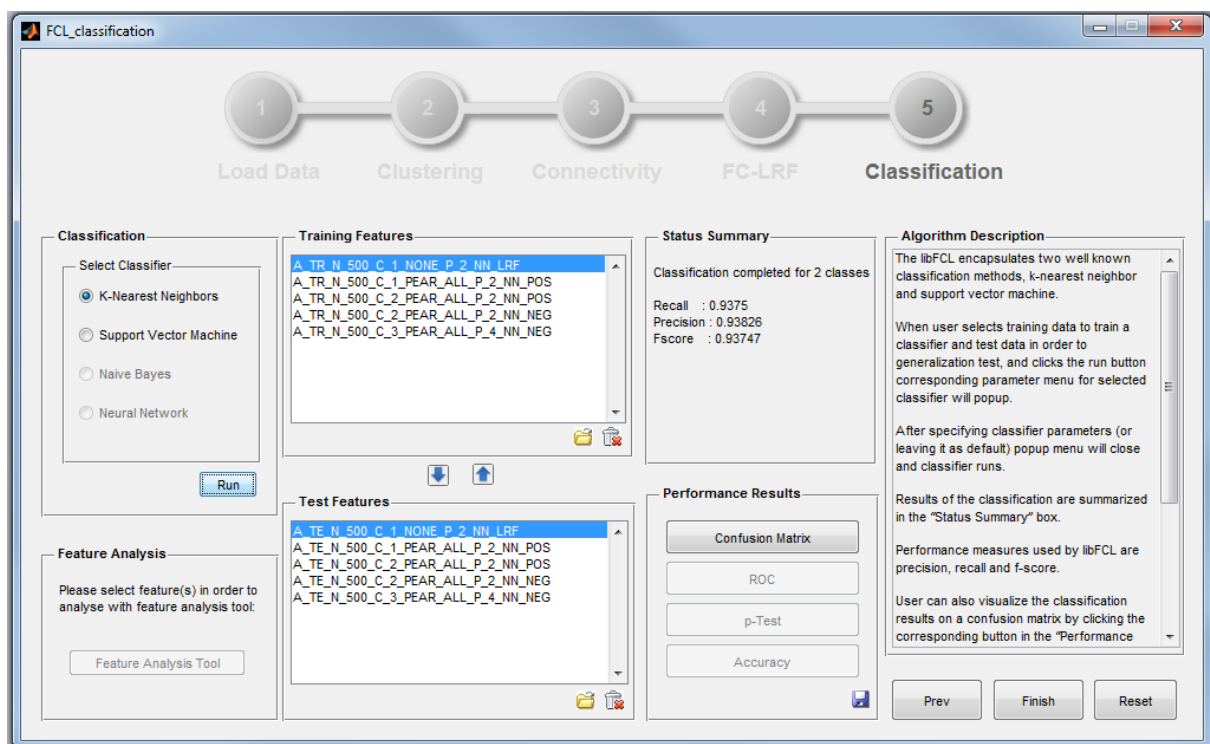 FCL_classification
1
2
3
4
5
Load Data
Clustering
Connectivity
FC-LRF
Classification
Classification
Select Classifier
K-Nearest Neighbors
Support Vector Machine
Naive Bayes
Neural Network
Run
Feature Analysis
Please select feature(s) in order to
analyse with feature analysis tool:
Feature Analysis Tool
Training Features
A_TR_N_500_C_1_NONE_P_2_NN_LRF
A_TR_N_500_C_1_PEAR_ALL_P_2_NN_POS
A_TR_N_500_C_2_PEAR_ALL_P_2_NN_POS
A_TR_N_500_C_2_PEAR_ALL_P_2_NN_NEG
A_TR_N_500_C_3_PEAR_ALL_P_4_NN_NEG
Test Features
A_TE_N_500_C_1_NONE_P_2_NN_LRF
A_TE_N_500_C_1_PEAR_ALL_P_2_NN_POS
A_TE_N_500_C_2_PEAR_ALL_P_2_NN_POS
A_TE_N_500_C_2_PEAR_ALL_P_2_NN_NEG
A_TE_N_500_C_3_PEAR_ALL_P_4_NN_NEG
Status Summary
Classification completed for 2 classes
Recall : 0.9375
Precision : 0.93826
Fscore : 0.93747
Performance Results
Confusion Matrix
ROC
p-Test
Accuracy
Algorithm Description
The libFCL encapsulates two well known
classification methods, k-nearest neighbor
and support vector machine.
When user selects training data to train a
classifier and test data in order to
generalization test, and clicks the run button
corresponding parameter menu for selected
classifier will popup.
After specifying classifier parameters (or
leaving it as default) popup menu will close
and classifier runs.
Results of the classification are summarized
in the "Status Summary" box.
Performance measures used by libFCL are
precision, recall and f-score.
User can also visualize the classification
results on a confusion matrix by clicking the
corresponding button in the "Performance
Prev
Finish
Reset